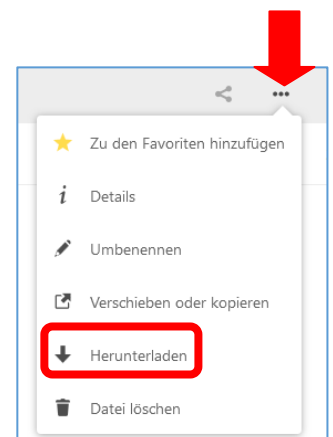 Zu den Favoriten hinzufügen
Details
Umbenennen
Verschieben oder kopieren
Herunterladen
Datei löschen